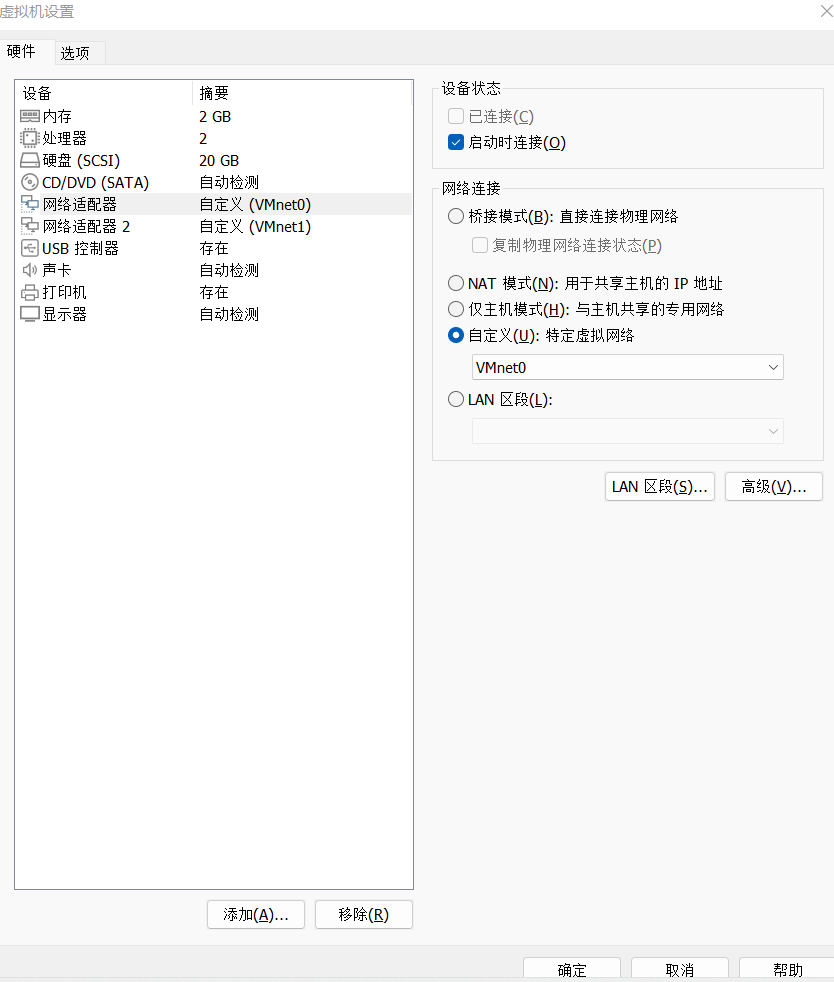 虚拟机设置
硬件 选项
设备 摘要
内存 2 GB
处理器 2
硬盘 (SCSI) 20 GB
CD/DVD (SATA) 自动检测
网络适配器 自定义 (VMnet0)
网络适配器 2 自定义 (VMnet1)
USB 控制器 存在
声卡 自动检测
打印机 存在
显示器 自动检测
添加(A)... 移除(R)
设备状态
已连接(C)
启动时连接(O)
网络连接
桥接模式(B): 直接连接物理网络
复制物理网络连接状态(P)
NAT 模式(N): 用于共享主机的 IP 地址
仅主机模式(H): 与主机共享的专用网络
自定义(U): 特定虚拟网络
VMnet0
LAN 区段(L):
LAN 区段(S)... 高级(V)...
确定 取消 帮助